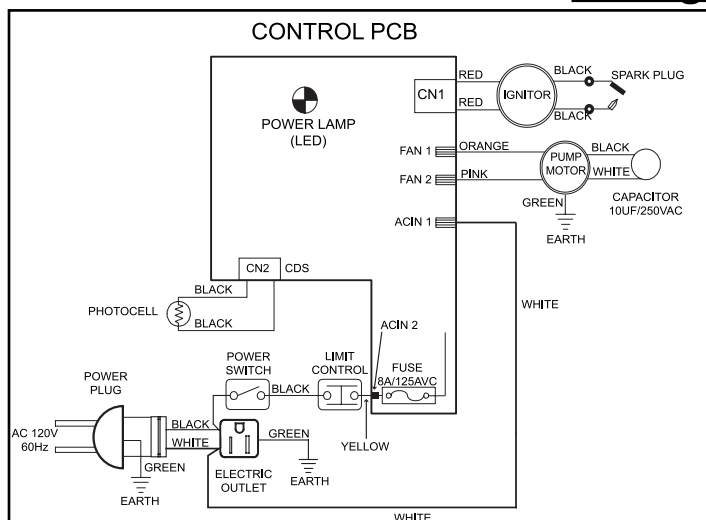 CONTROL PCB
POWER LAMP
(LED)
CN1
RED
RED
IGNITOR
BLACK
BLACK
SPARK PLUG
FAN 1
ORANGE
FAN 2
PINK
PUMP
MOTOR
BLACK
WHITE
CAPACITOR
10UF/250VAC
GREEN
EARTH
ACIN 1
WHITE
CN2
CDS
BLACK
BLACK
PHOTOCELL
ACIN 2
FUSE
8A/125AVC
POWER
SWITCH
BLACK
LIMIT
CONTROL
YELLOW
POWER
PLUG
AC 120V
60Hz
BLACK
WHITE
GREEN
EARTH
ELECTRIC
OUTLET
GREEN
EARTH
WHITE